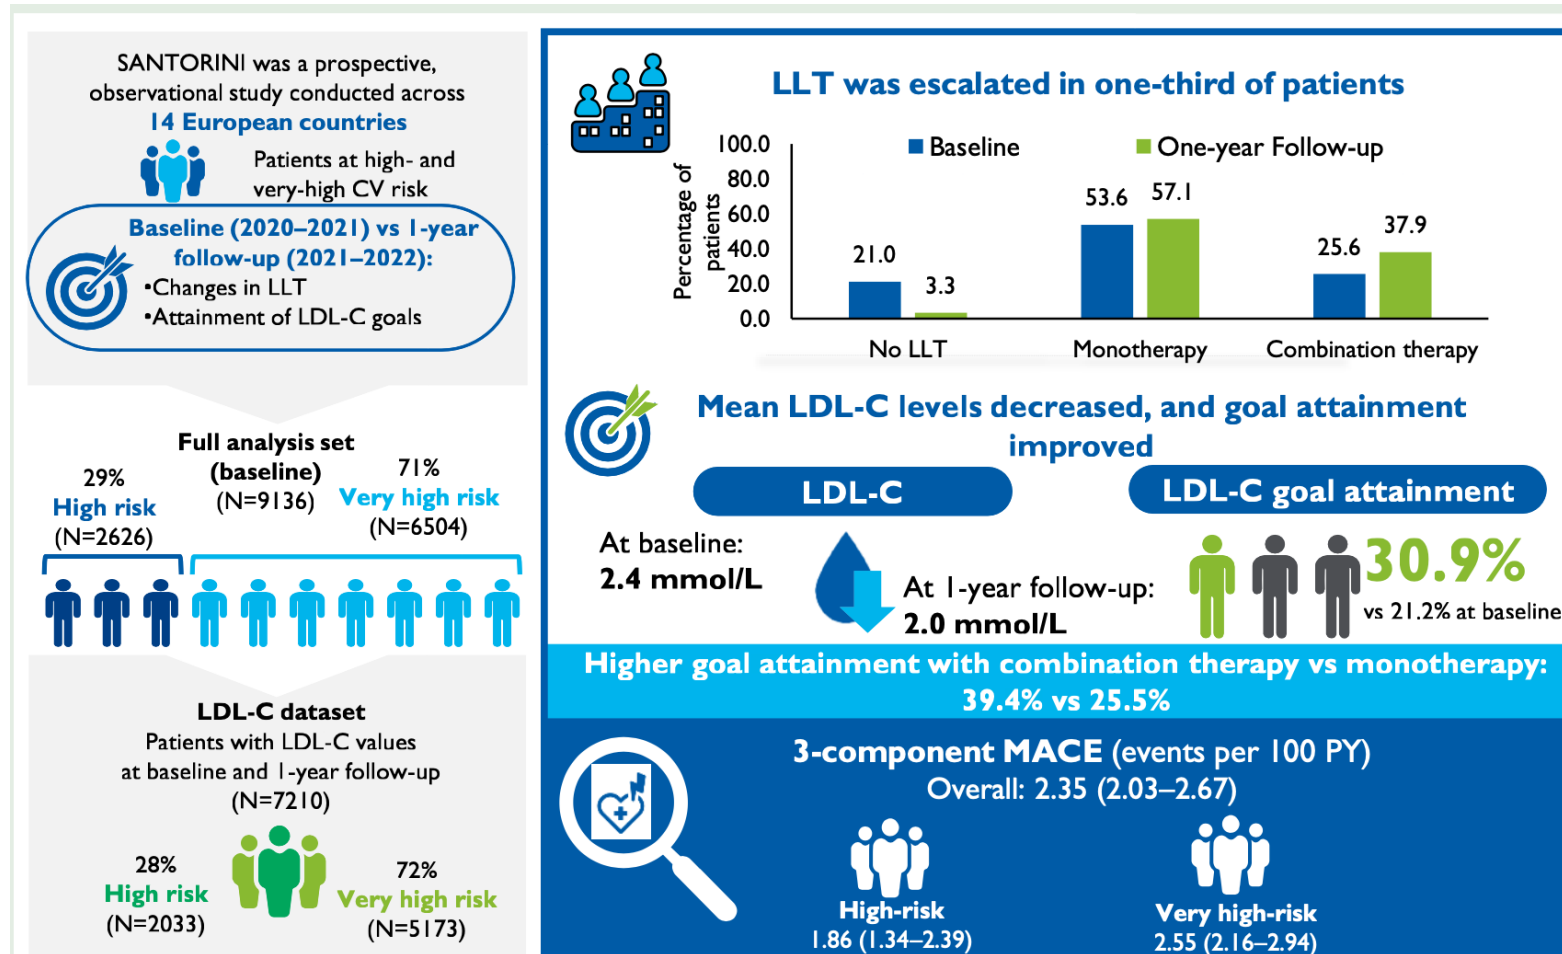 SANTORINI was a prospective,
observational study conducted across
14 European countries
Patients at high- and
very-high CV risk
Baseline (2020–2021) vs 1-year
follow-up (2021–2022):
•Changes in LLT
•Attainment of LDL-C goals
Full analysis set
(baseline)
(N=9136)
29%
High risk
(N=2626)
71%
Very high risk
(N=6504)
LDL-C dataset
Patients with LDL-C values
at baseline and 1-year follow-up
(N=7210)
28%
High risk
(N=2033)
72%
Very high risk
(N=5173)
LLT was escalated in one-third of patients
Baseline
One-year Follow-up
Percentage of
patients
100.0
80.0
60.0
40.0
20.0
0.0
21.0
3.3
53.6
57.1
25.6
37.9
No LLT
Monotherapy
Combination therapy
Mean LDL-C levels decreased, and goal attainment
improved
LDL-C
At baseline:
2.4 mmol/L
At 1-year follow-up:
2.0 mmol/L
LDL-C goal attainment
30.9%
vs 21.2% at baseline
Higher goal attainment with combination therapy vs monotherapy:
39.4% vs 25.5%
3-component MACE (events per 100 PY)
Overall: 2.35 (2.03–2.67)
High-risk
1.86 (1.34–2.39)
Very high-risk
2.55 (2.16–2.94)